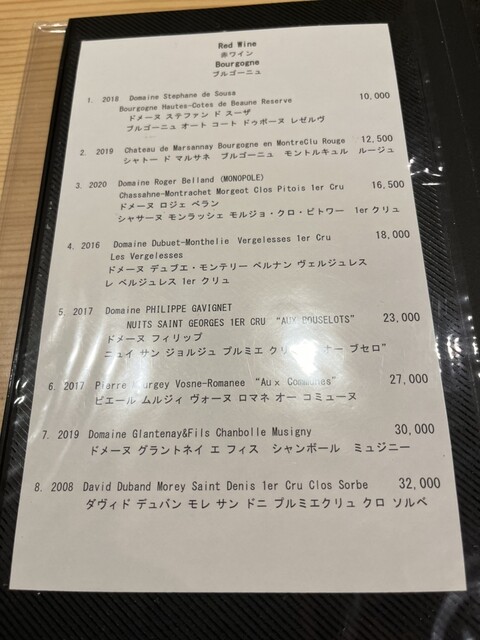 Red Wine
赤ワイン
Bourgogne
ブルゴーニュ
1. 2018 Domaine Stephane de Sousa 10,000
Bourgogne Hautes-Cotes de Beaune Reserve
ドメーヌ ステファン ド スーザ
ブルゴーニュ オート コート ドゥボーヌ レゼルヴ
2. 2019 Chateau de Marsannay Bourgogne en MontreClu Rouge 12,500
シャトー ド マルサネ ブルゴーニュ モントルキュル ルージュ
3. 2020 Domaine Roger Belland (MONOPOLE) 16,500
Chassahne-Montrachet Morgeot Clos Pitois 1er Cru
ドメーヌ ロジェ ベラン
シャサーヌ モンラッシェ モルジョ・クロ・ピトワー 1erクリュ
4. 2016 Domaine Dubuet-Monthelie Vergelesses 1er Cru 18,000
Les Vergelesses
ドメーヌ デュブエ・モンテリー ベルナン ヴェルジュレス
レ ベルジュレス 1erクリュ
5. 2017 Domaine PHILIPPE GAVIGNET 23,000
NUITS SAINT GEORGES 1ER CRU “AUX BOUSELOTS”
ドメーヌ フィリップ
ニュイ サン ジョルジュ プルミエ クリ オー ブセロ”
6. 2017 Pierre Bourgey Vosne-Romanee “Aux Communes” 27,000
ピエール ムルジィ ヴォーヌ ロマネ オー コミューヌ
7. 2019 Domaine Glantenay&Fils Chanbolle Musigny 30,000
ドメーヌ グラントネイ エ フィス シャンボール ミュジニー
8. 2008 David Duband Morey Saint Denis 1er Cru Clos Sorbe 32,000
ダヴィド デュバン モレ サン ドニ プルミエクリュ クロ ソルベ